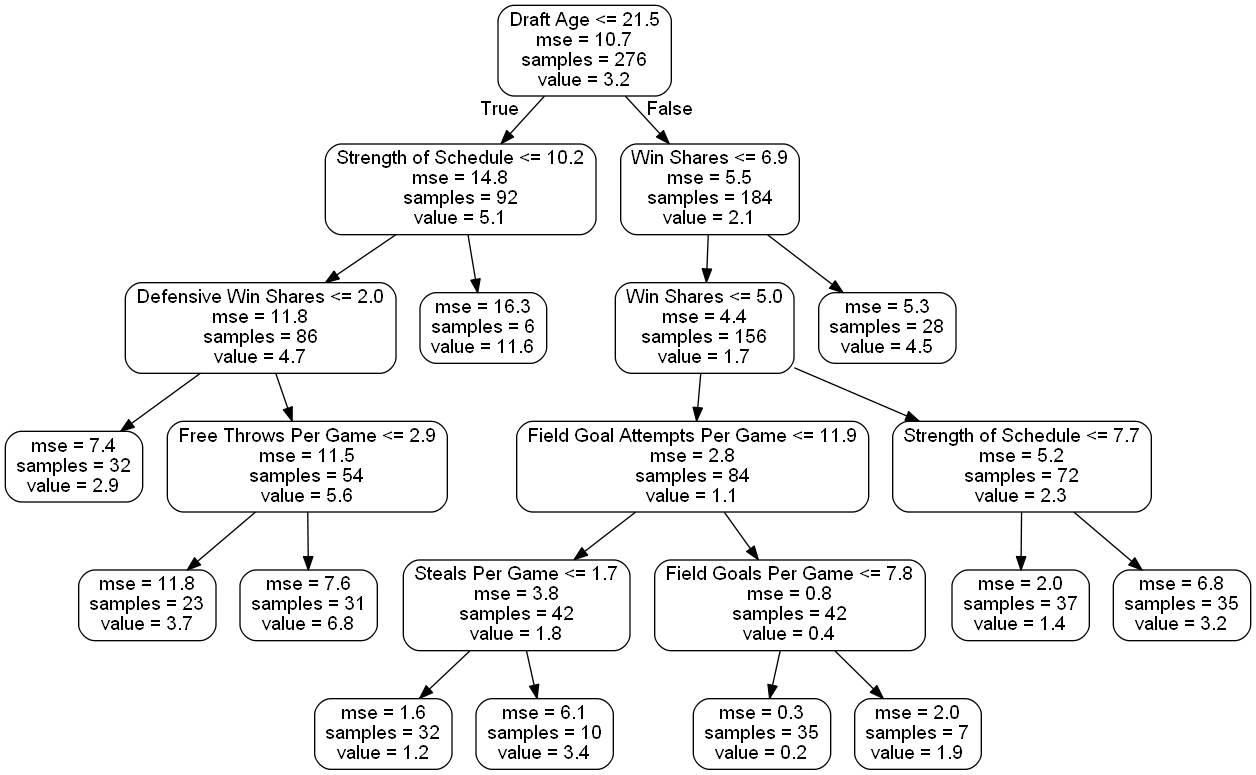 Draft Age <= 21.5
mse = 10.7
samples = 276
value = 3.2
True
False
Strength of Schedule <= 10.2
mse = 14.8
samples = 92
value = 5.1
Win Shares <= 6.9
mse = 5.5
samples = 184
value = 2.1
Defensive Win Shares <= 2.0
mse = 11.8
samples = 86
value = 4.7
mse = 16.3
samples = 6
value = 11.6
Win Shares <= 5.0
mse = 4.4
samples = 156
value = 1.7
mse = 5.3
samples = 28
value = 4.5
mse = 7.4
samples = 32
value = 2.9
Free Throws Per Game <= 2.9
mse = 11.5
samples = 54
value = 5.6
Field Goal Attempts Per Game <= 11.9
mse = 2.8
samples = 84
value = 1.1
Strength of Schedule <= 7.7
mse = 5.2
samples = 72
value = 2.3
mse = 11.8
samples = 23
value = 3.7
mse = 7.6
samples = 31
value = 6.8
Steals Per Game <= 1.7
mse = 3.8
samples = 42
value = 1.8
Field Goals Per Game <= 7.8
mse = 0.8
samples = 42
value = 0.4
mse = 2.0
samples = 37
value = 1.4
mse = 6.8
samples = 35
value = 3.2
mse = 1.6
samples = 32
value = 1.2
mse = 6.1
samples = 10
value = 3.4
mse = 0.3
samples = 35
value = 0.2
mse = 2.0
samples = 7
value = 1.9